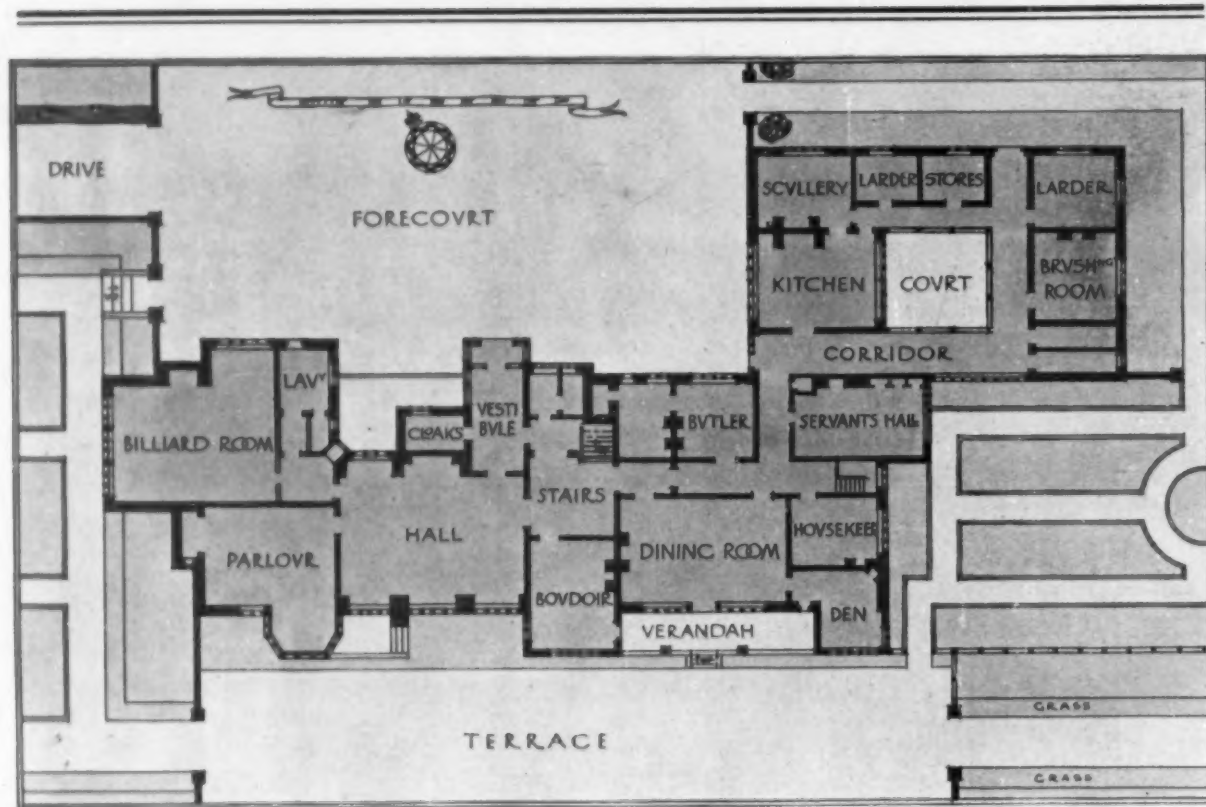 DRIVE
FORECOVRT
SCVLLERY
LARDER
STORES
LARDER
KITCHEN
COVRT
BRVSHNG
ROOM
CORRIDOR
LAVY
BILLIARD ROOM
CLOAKS
VESTI
BVLE
BVTLER
SERVANTS HALL
STAIRS
HALL
PARLOVR
DINING ROOM
HOVSEKEEP
BOVDOIR
DEN
VERANDAH
TERRACE
GRASS
GRASS